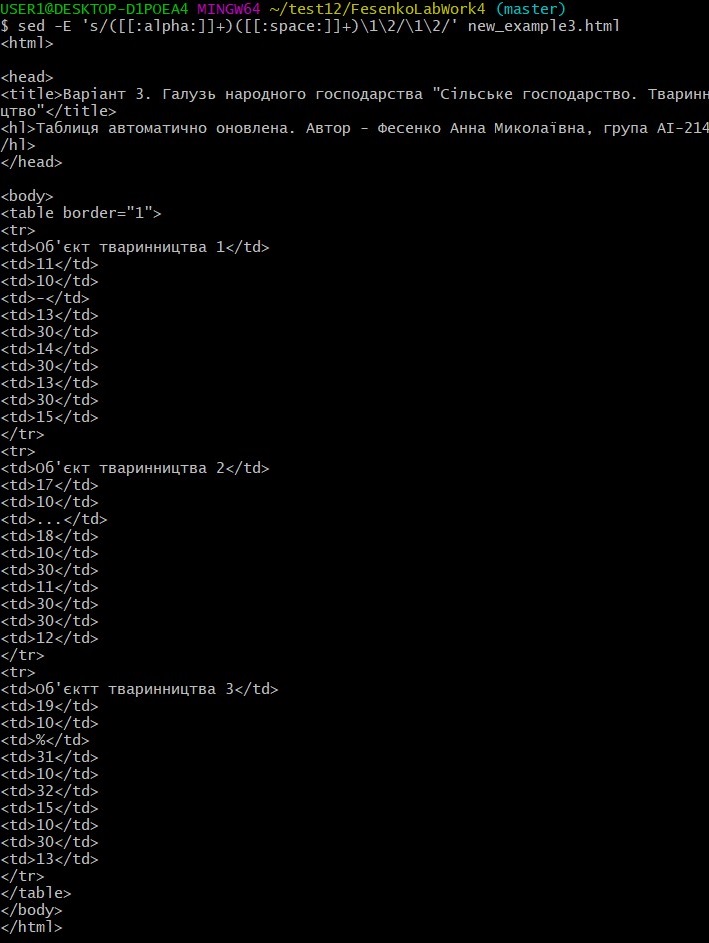 USER1@DESKTOP-D1POEA4 MINGW64 ~/test12/FesenkoLabWork4 (master)
$ sed -E 's/([[:alpha:]]+)([[:space:]]+)\1\2/\1\2/' new_example3.html
<html>

<head>
<title>Варіант 3. Галузь народного господарства "Сільське господарство. Тваринн
цтво"</title>
<hl>Таблиця автоматично оновлена. Автор - Фесенко Анна Миколаївна, група АІ-214
/hl>
</head>

<body>
<table border="1">
<tr>
<td>Об'єкт тваринництва 1</td>
<td>11</td>
<td>10</td>
<td>-</td>
<td>13</td>
<td>30</td>
<td>14</td>
<td>30</td>
<td>13</td>
<td>30</td>
<td>15</td>
</tr>
<tr>
<td>Об'єкт тваринництва 2</td>
<td>17</td>
<td>10</td>
<td>...</td>
<td>18</td>
<td>10</td>
<td>30</td>
<td>11</td>
<td>30</td>
<td>30</td>
<td>12</td>
</tr>
<tr>
<td>Об'єктт тваринництва 3</td>
<td>19</td>
<td>10</td>
<td>%</td>
<td>31</td>
<td>10</td>
<td>32</td>
<td>15</td>
<td>10</td>
<td>30</td>
<td>13</td>
</tr>
</table>
</body>
</html>